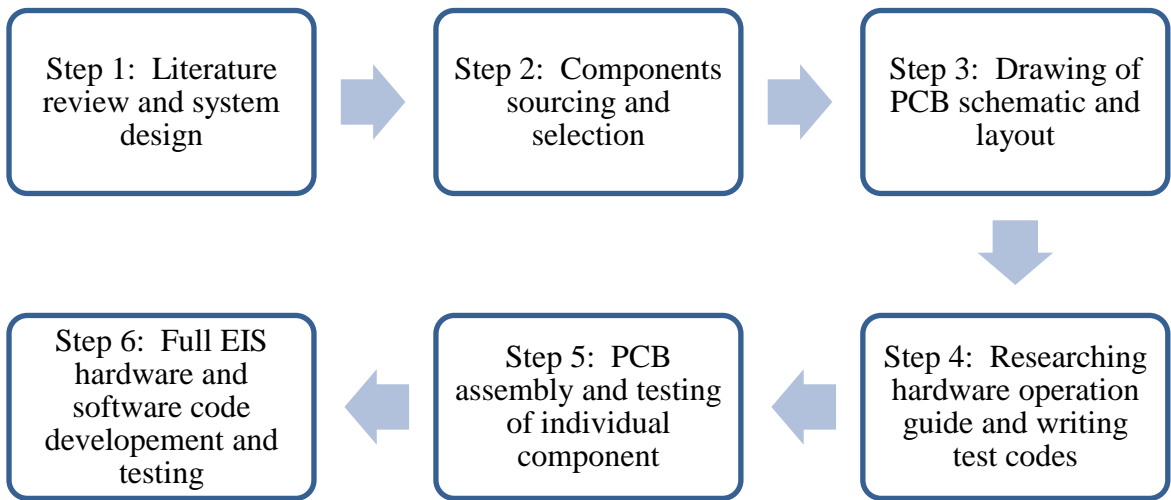 Step 1: Literature
review and system
design
Step 2: Components
sourcing and
selection
Step 3: Drawing of
PCB schematic and
layout
Step 4: Researching
hardware operation
guide and writing
test codes
Step 5: PCB
assembly and testing
of individual
component
Step 6: Full EIS
hardware and
software code
developement and
testing